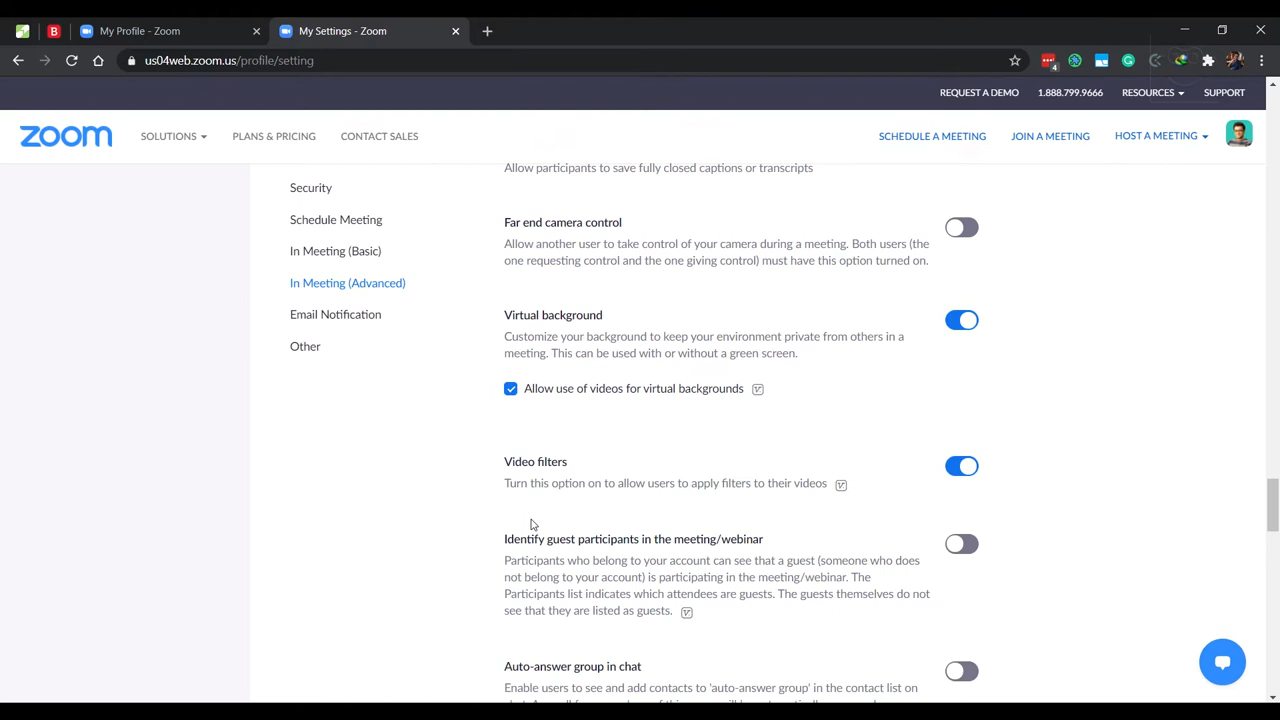 My Profile - Zoom
My Settings - Zoom
us04web.zoom.us/profile/setting
4
REQUEST A DEMO
1.888.799.9666
RESOURCES
SUPPORT
zoom
SOLUTIONS
PLANS & PRICING
CONTACT SALES
SCHEDULE A MEETING
JOIN A MEETING
HOST A MEETING
Security
Schedule Meeting
In Meeting (Basic)
In Meeting (Advanced)
Email Notification
Other
Allow participants to save fully closed captions or transcripts
Far end camera control
Allow another user to take control of your camera during a meeting. Both users (the
one requesting control and the one giving control) must have this option turned on.
Virtual background
Customize your background to keep your environment private from others in a
meeting. This can be used with or without a green screen.
Allow use of videos for virtual backgrounds
Video filters
Turn this option on to allow users to apply filters to their videos
Identify guest participants in the meeting/webinar
Participants who belong to your account can see that a guest (someone who does
not belong to your account) is participating in the meeting/webinar. The
Participants list indicates which attendees are guests. The guests themselves do not
see that they are listed as guests.
Auto-answer group in chat
Enable users to see and add contacts to 'auto-answer group' in the contact list on